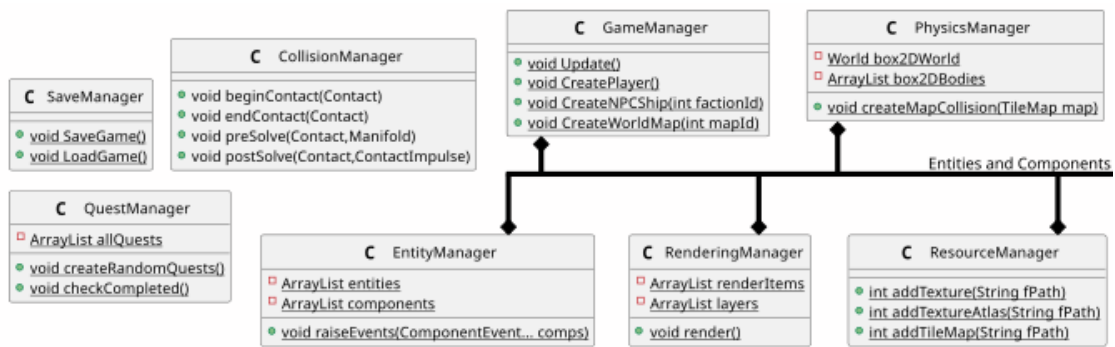 C SaveManager
void SaveGame()
void LoadGame()
C CollisionManager
void beginContact(Contact)
void endContact(Contact)
void preSolve(Contact,Manifold)
void postSolve(Contact,ContactImpulse)
C GameManager
void Update()
void CreatePlayer()
void CreateNPCShip(int factionId)
void CreateWorldMap(int mapId)
C PhysicsManager
World box2DWorld
ArrayList box2DBodies
void createMapCollision(TileMap map)
Entities and Components
C QuestManager
ArrayList allQuests
void createRandomQuests()
void checkCompleted()
C EntityManager
ArrayList entities
ArrayList components
void raiseEvents(ComponentEvent... comps)
C RenderingManager
ArrayList renderItems
ArrayList layers
void render()
C ResourceManager
int addTexture(String fPath)
int addTextureAtlas(String fPath)
int addTileMap(String fPath)